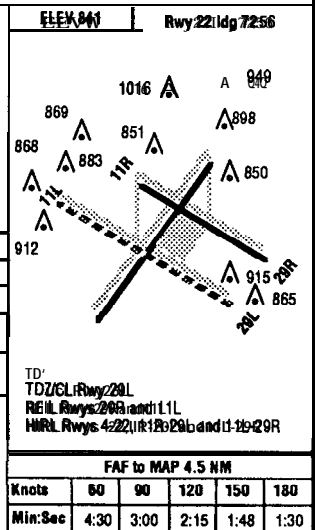 ELEV 841 Rwy 22 ldg 7256
1016 A 949
869 851 898
868 883 11R 850
11L
912
915 29R
29L 865
TD'
TDZ/CL Rwy 29L
REIL Rwys 29R and 11L
HIRL Rwys 4-22, 11R-29L and 11L-29R
FAF to MAP 4.5 NM
Knots 60 90 120 150 180
Min:Sec 4:30 3:00 2:15 1:48 1:30